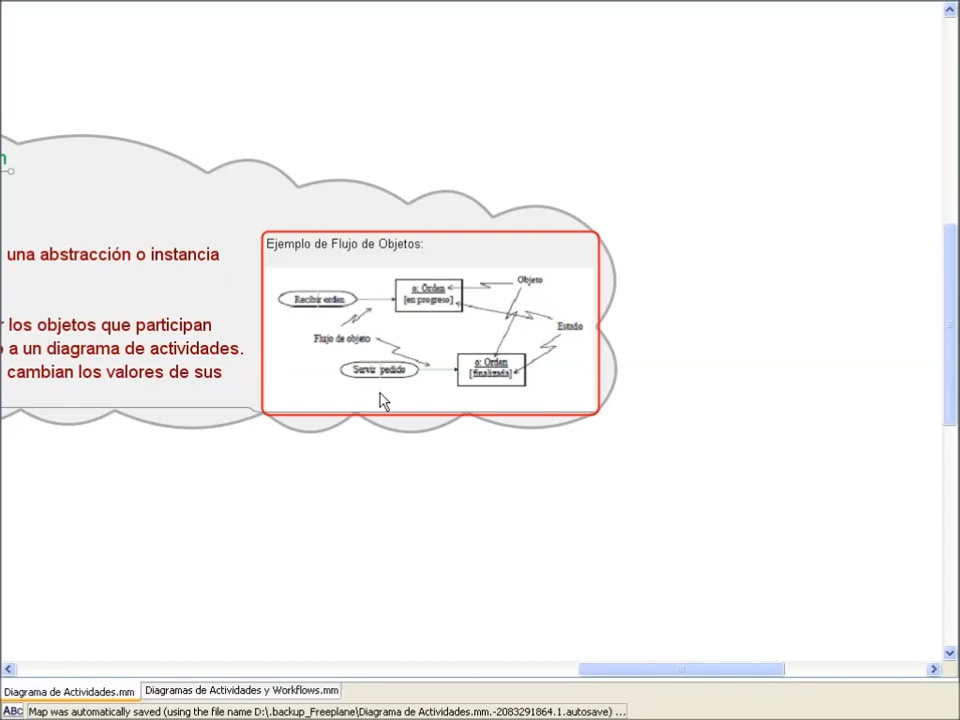 n
una abstracción o instancia
r los objetos que participan
o a un diagrama de actividades.
cambian los valores de sus
Ejemplo de Flujo de Objetos:
Recibir orden
o: Orden
[en progreso]
Objeto
Estado
Flujo de objeto
Servir pedido
o: Orden
[finalizada]
Diagrama de Actividades.mm
Diagramas de Actividades y Workflows.mm
ABC Map was automatically saved (using the file name D:\.backup_Freeplane\Diagrama de Actividades.mm.-2083291864.1.autosave) ...